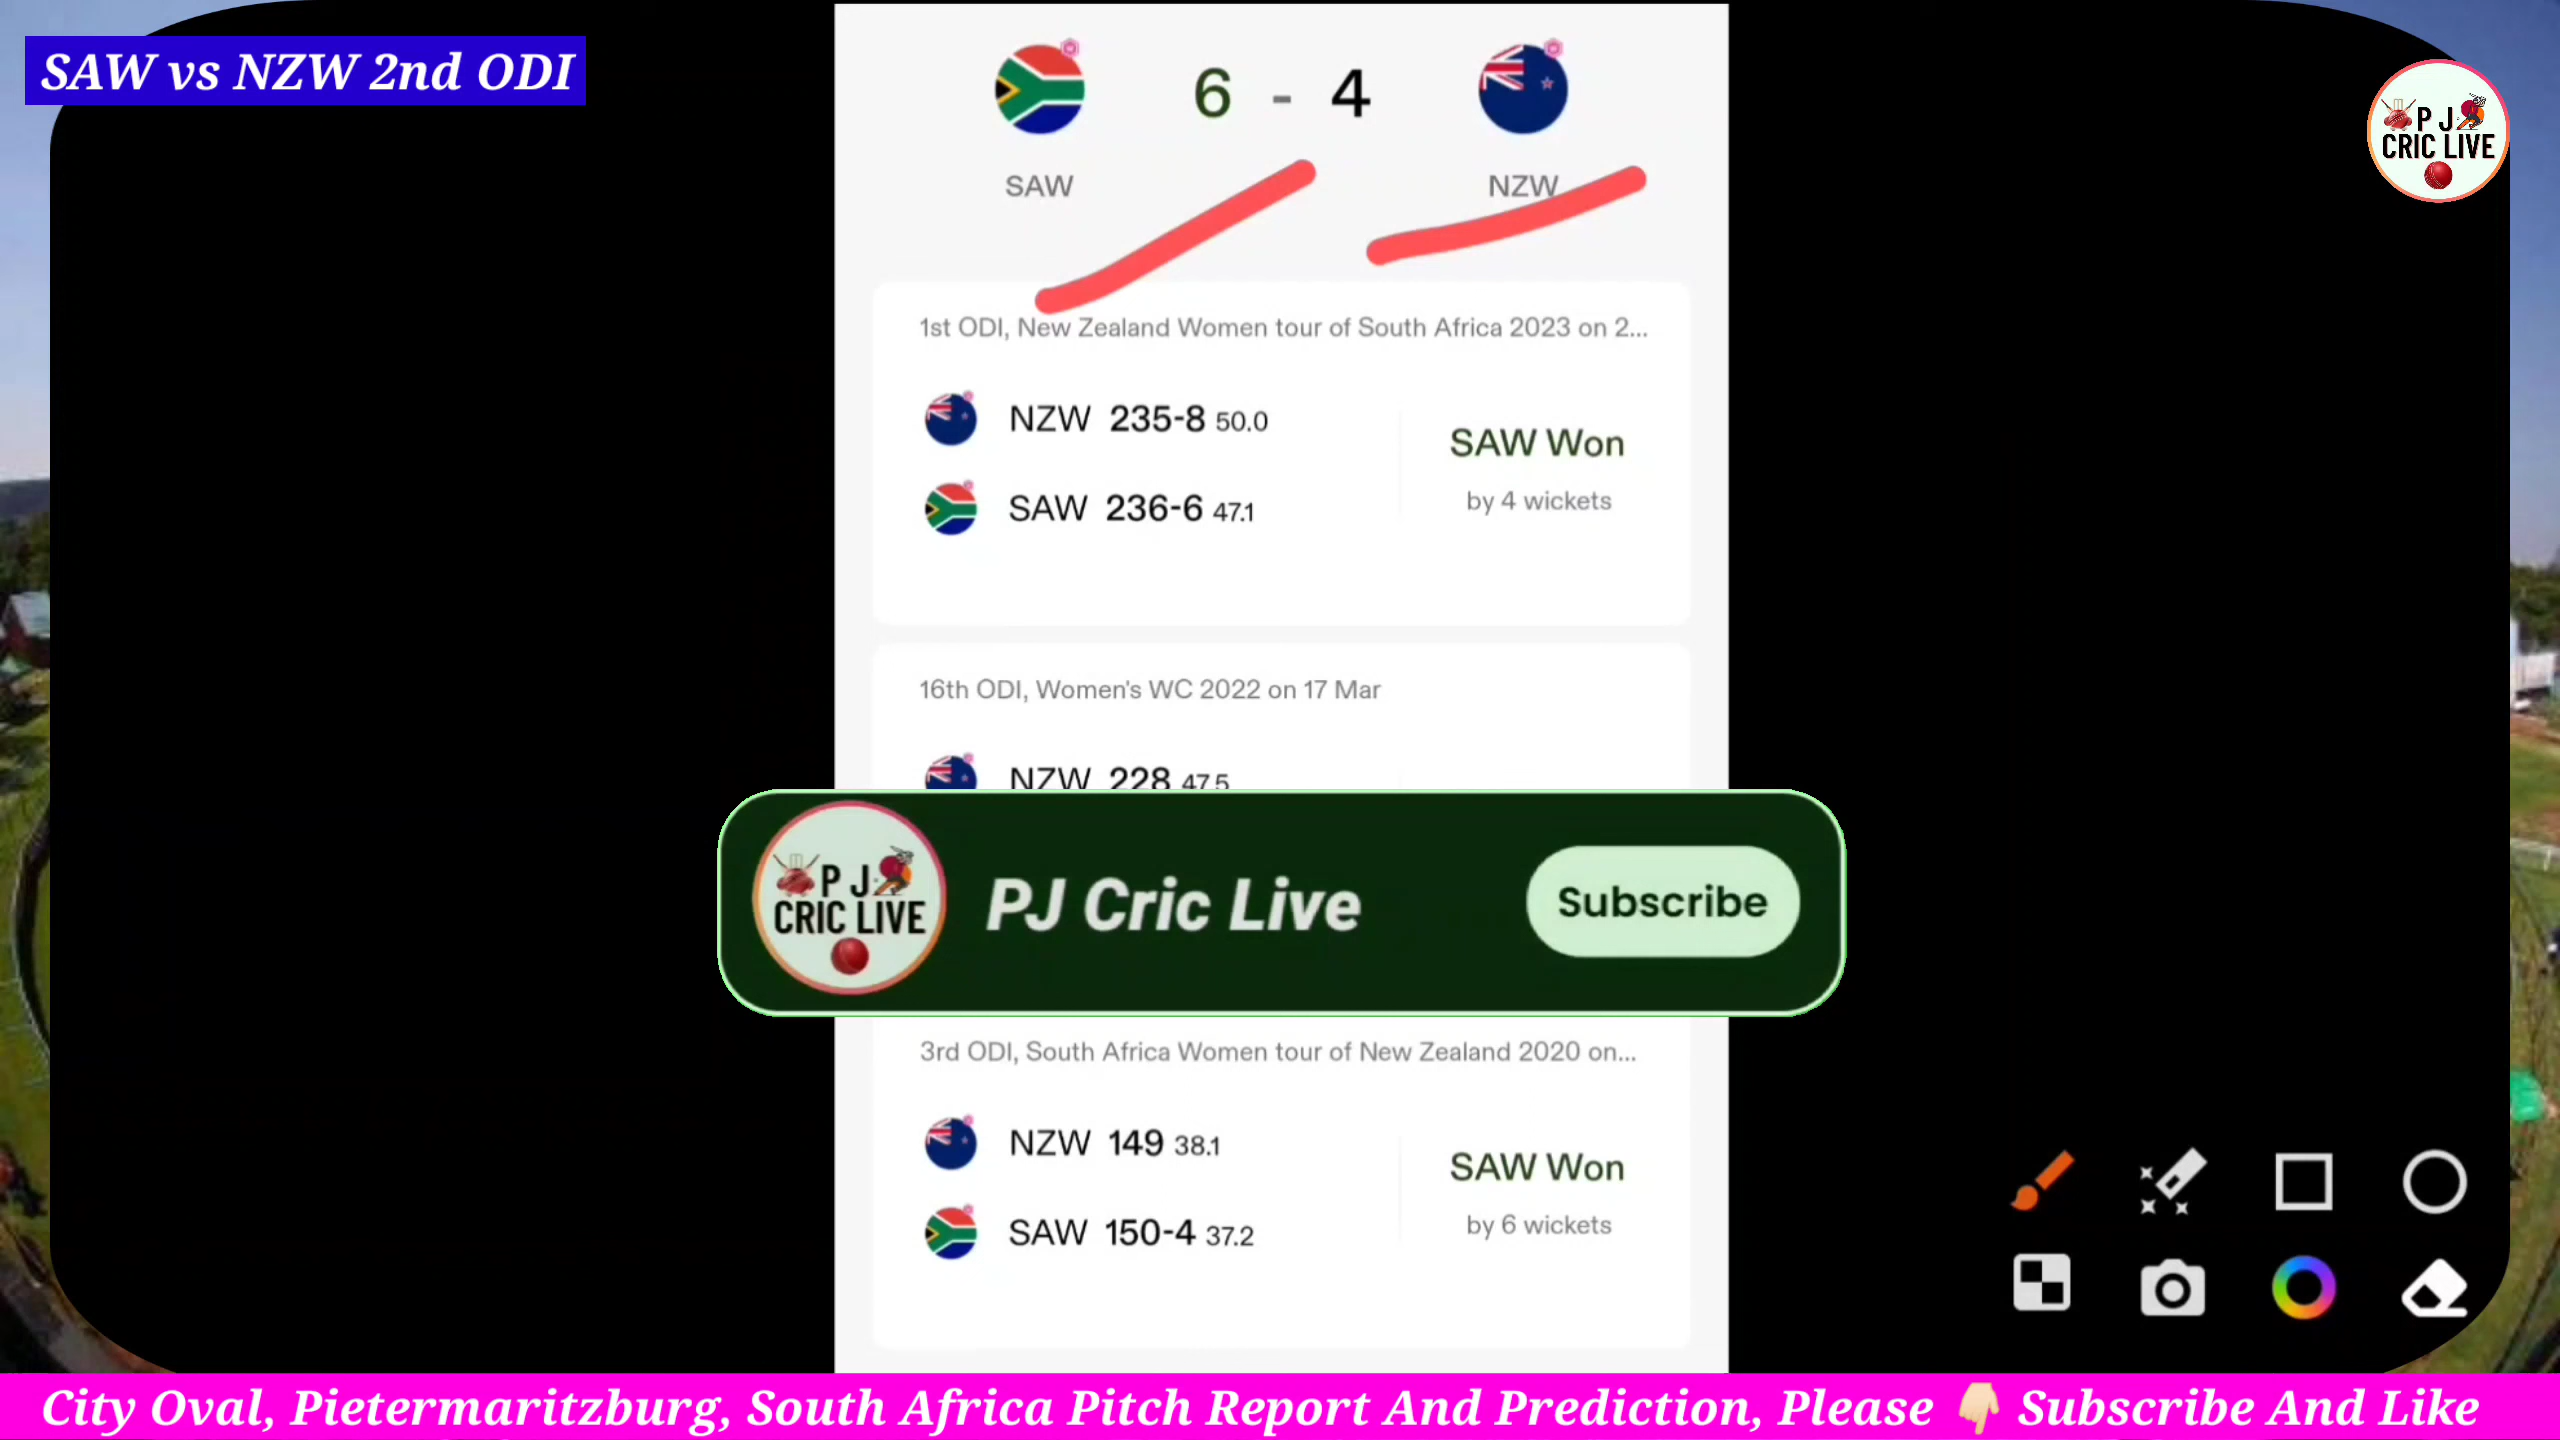 SAW vs NZW 2nd ODI
6 - 4
SAW
NZW
P J
CRIC LIVE
1st ODI, New Zealand Women tour of South Africa 2023 on 2...
NZW 235-8 50.0
SAW 236-6 47.1
SAW Won
by 4 wickets
16th ODI, Women's WC 2022 on 17 Mar
NZW 228 47.5
P J
CRIC LIVE
PJ Cric Live
Subscribe
3rd ODI, South Africa Women tour of New Zealand 2020 on...
NZW 149 38.1
SAW 150-4 37.2
SAW Won
by 6 wickets
City Oval, Pietermaritzburg, South Africa Pitch Report And Prediction, Please 👇🏻 Subscribe And Like